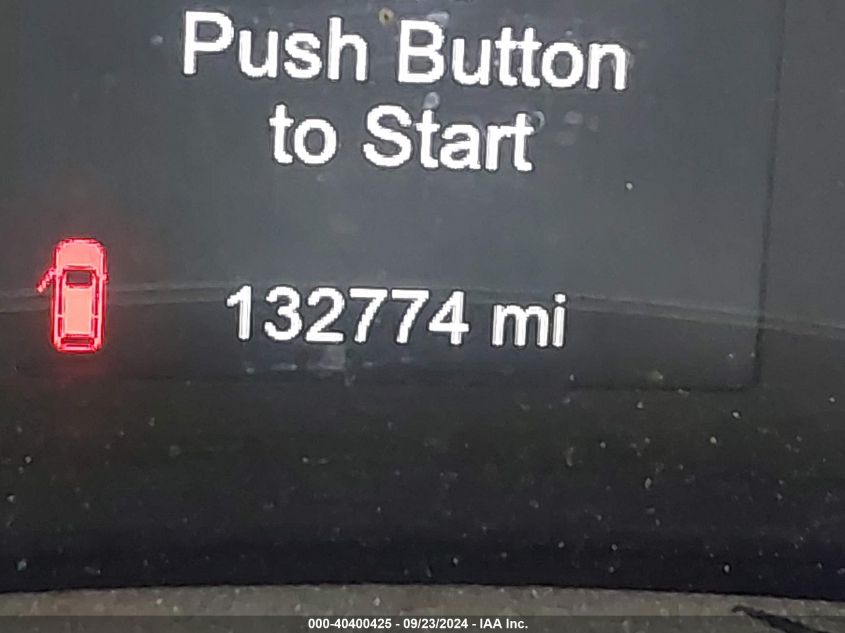 Push Button
to Start
132774 mi
000-40400425 - 09/23/2024 - IAA Inc.